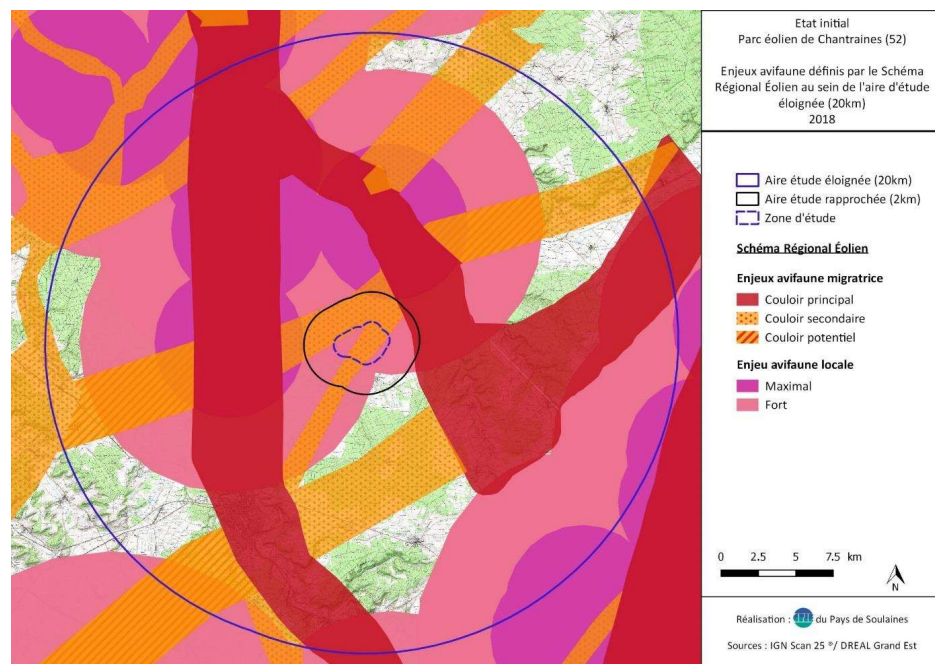 Etat initial
Parc éolien de Chantraines (52)
Enjeux avifaune définis par le Schéma
Régional Éolien au sein de l'aire d'étude
éloignée (20km)
2018
Aire étude éloignée (20km)
Aire étude rapprochée (2km)
Zone d'étude
Schéma Régional Éolien
Enjeux avifaune migratrice
Couloir principal
Couloir secondaire
Couloir potentiel
Enjeu avifaune locale
Maximal
Fort
0 2.5 5 7.5 km
N
Réalisation : du Pays de Soulaines
Sources : IGN Scan 25 ®/ DREAL Grand Est